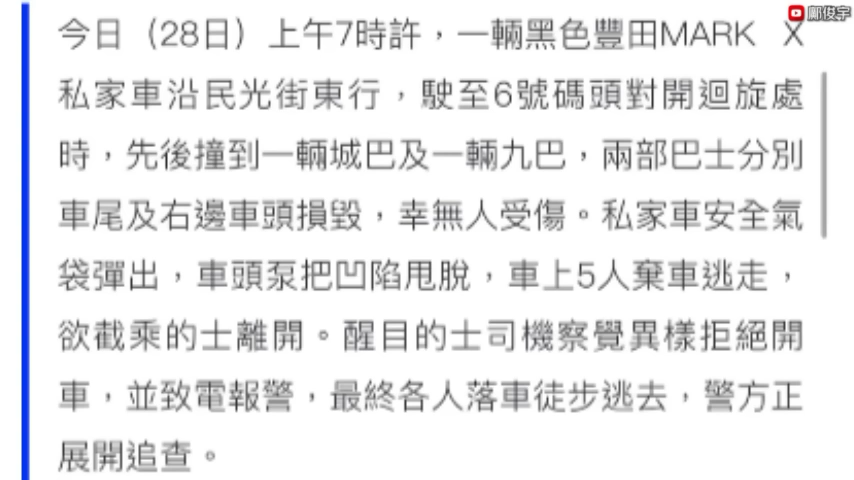 鄺俊宇
今日（28日）上午7時許，一輛黑色豐田MARK X
私家車沿民光街東行，駛至6號碼頭對開迴旋處
時，先後撞到一輛城巴及一輛九巴，兩部巴士分別
車尾及右邊車頭損毀，幸無人受傷。私家車安全氣
袋彈出，車頭泵把凹陷甩脫，車上5人棄車逃走，
欲截乘的士離開。醒目的士司機察覺異樣拒絕開
車，並致電報警，最終各人落車徒步逃去，警方正
展開追查。